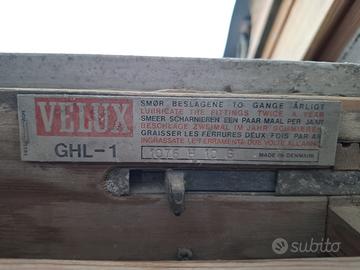 VELUX
GHL-1
SMØR BESLAGENE TO GANGE ÅRLIGT
LUBRICATE THE FITTINGS TWICE A YEAR
SMEER SCHARNIEREN EEN PAAR MAAL PER JAAR
BESCHLÄGE ZWEIMAL IM JAHR SCHMIEREN
GRAISSER LES FERRURES DEUX FOIS PAR AN
INGRASSATE LE FERRAMENTA DUE VOLTE ALL'ANNO
MADE IN DENMARK
subito